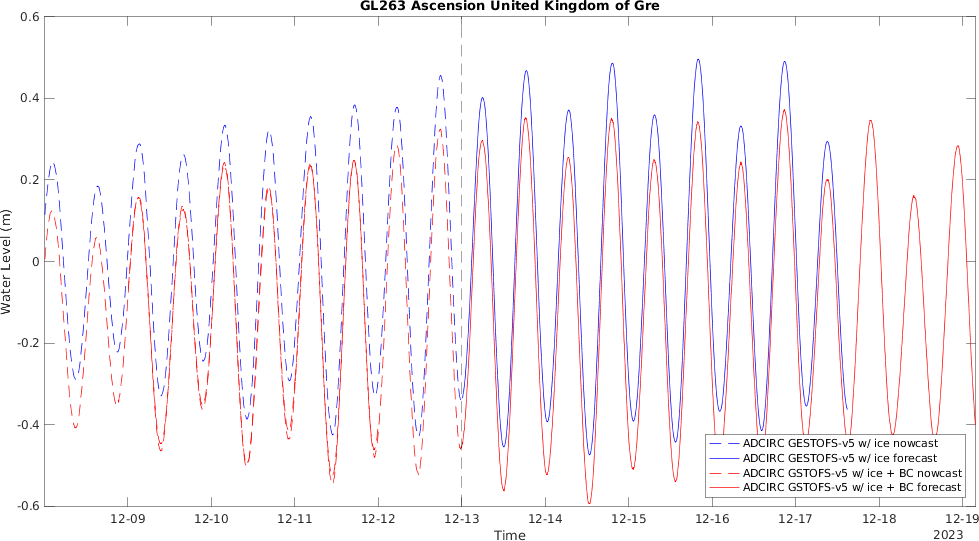 GL263 Ascension United Kingdom of Gre
0.6
0.4
0.2
0
-0.2
-0.4
-0.6
Water Level (m)
ADCIRC GESTOFS-v5 w/ ice nowcast
ADCIRC GESTOFS-v5 w/ ice forecast
ADCIRC GSTOFS-v5 w/ ice + BC nowcast
ADCIRC GSTOFS-v5 w/ ice + BC forecast
12-09 12-10 12-11 12-12 12-13 12-14 12-15 12-16 12-17 12-18 12-19
Time
2023